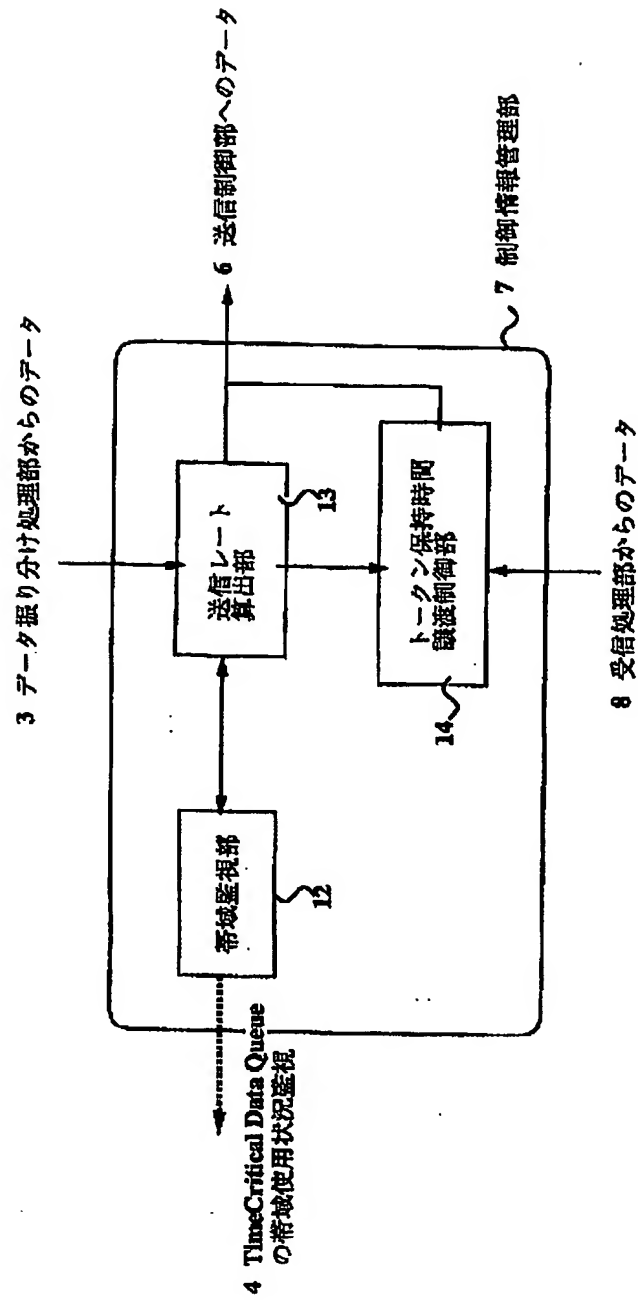 3 データ振り分け処理部からのデータ
6 送信制御部へのデータ
送信レート
算出部
13
帯域監視部
12
4 TimeCritical Data Queue
の帯域使用状況監視
トークン保持時間
譲渡制御部
14
7 制御情報管理部
8 受信処理部からのデータ